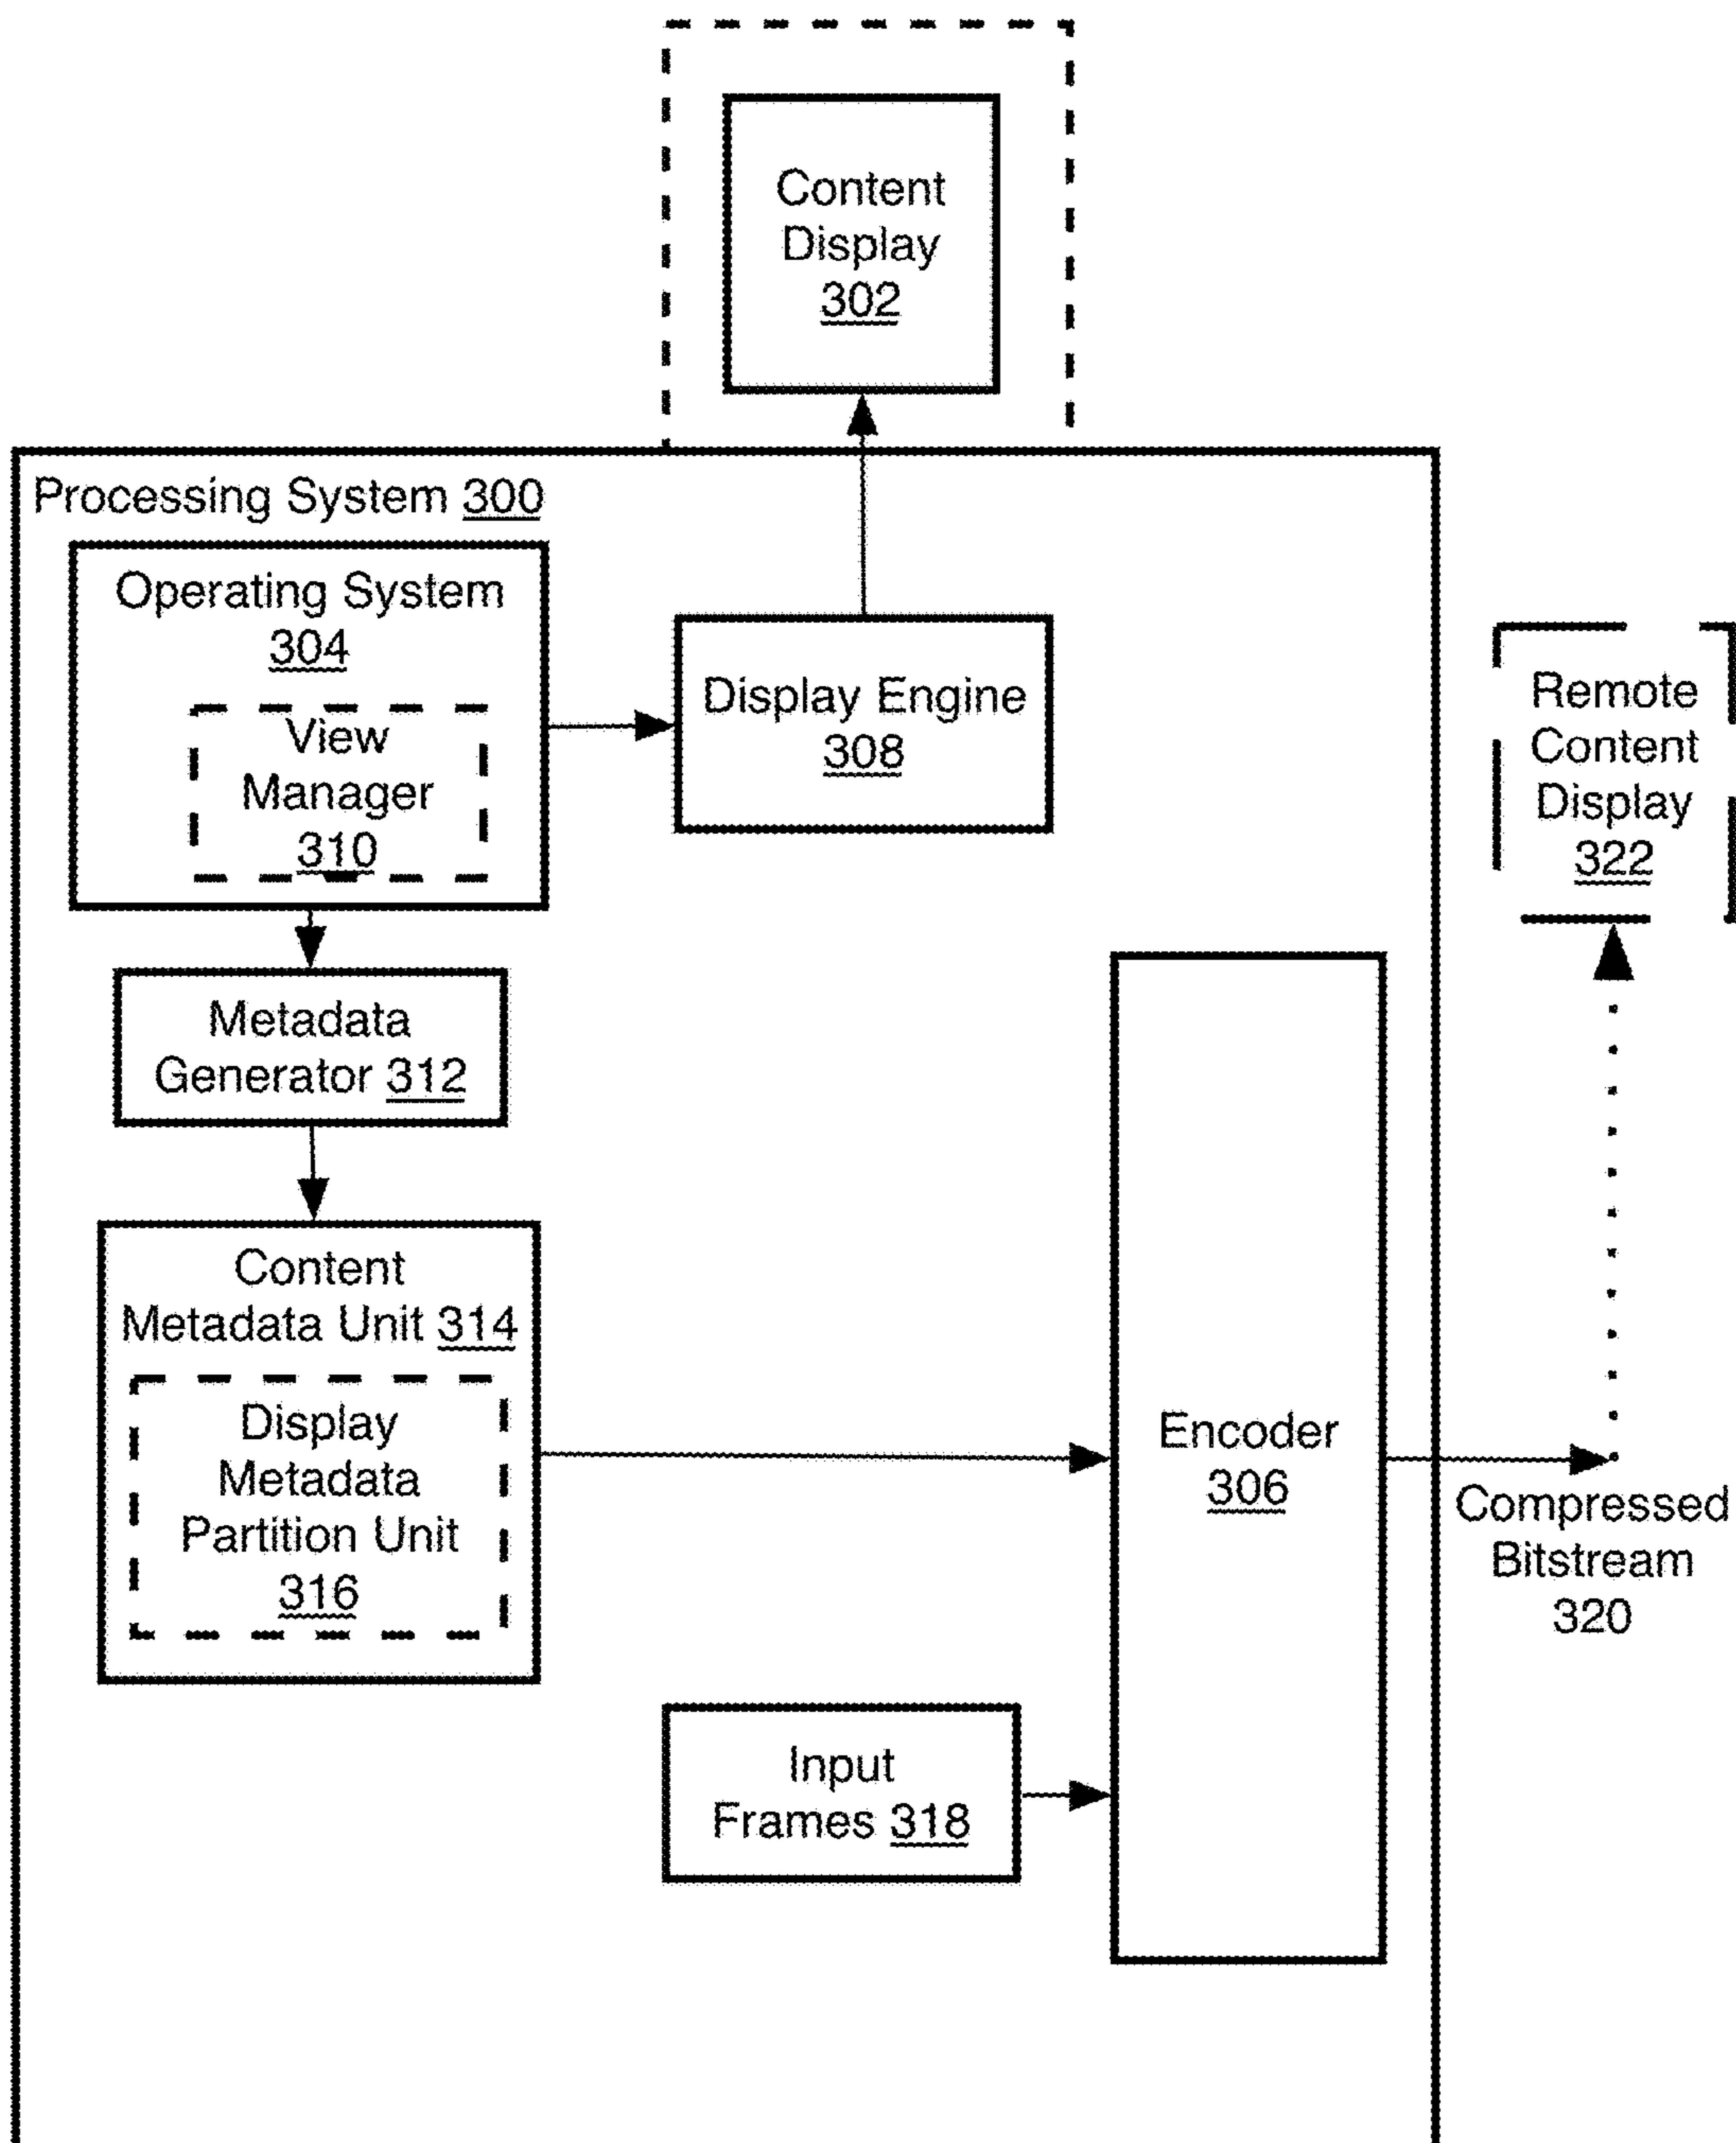 Content
Display
302
Processing System 300
Operating System
304
View
Manager
310
Display Engine
308
Remote
Content
Display
322
Metadata
Generator 312
Content
Metadata Unit 314
Display
Metadata
Partition Unit
316
Encoder
306
Compressed
Bitstream
320
Input
Frames 318